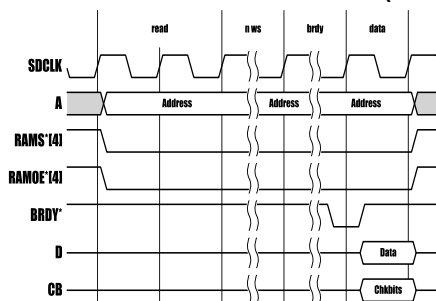 read n ws brdy data
SDCLK
A Address Address Address
RAMS*[4]
RAMOE*[4]
BRDY*
D Data
CB Chkbits